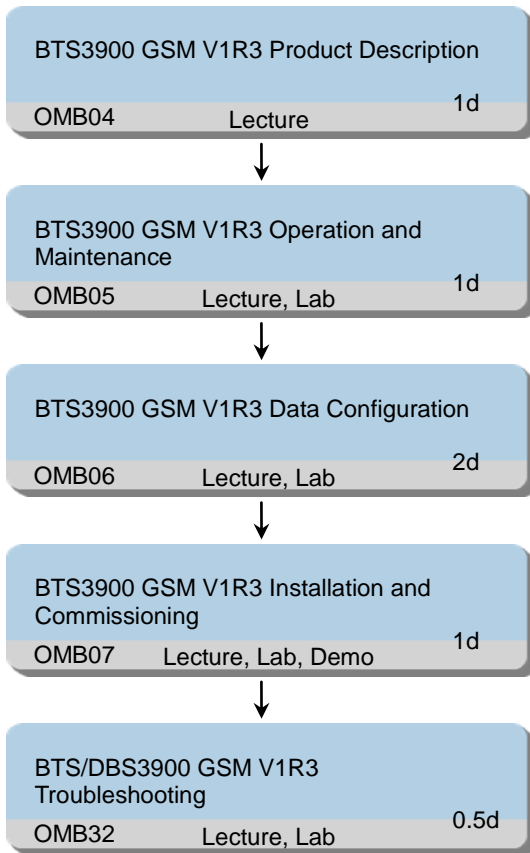 BTS3900 GSM V1R3 Product Description
1d
OMB04 Lecture
BTS3900 GSM V1R3 Operation and
Maintenance
1d
OMB05 Lecture, Lab
BTS3900 GSM V1R3 Data Configuration
2d
OMB06 Lecture, Lab
BTS3900 GSM V1R3 Installation and
Commissioning
1d
OMB07 Lecture, Lab, Demo
BTS/DBS3900 GSM V1R3
Troubleshooting
0.5d
OMB32 Lecture, Lab